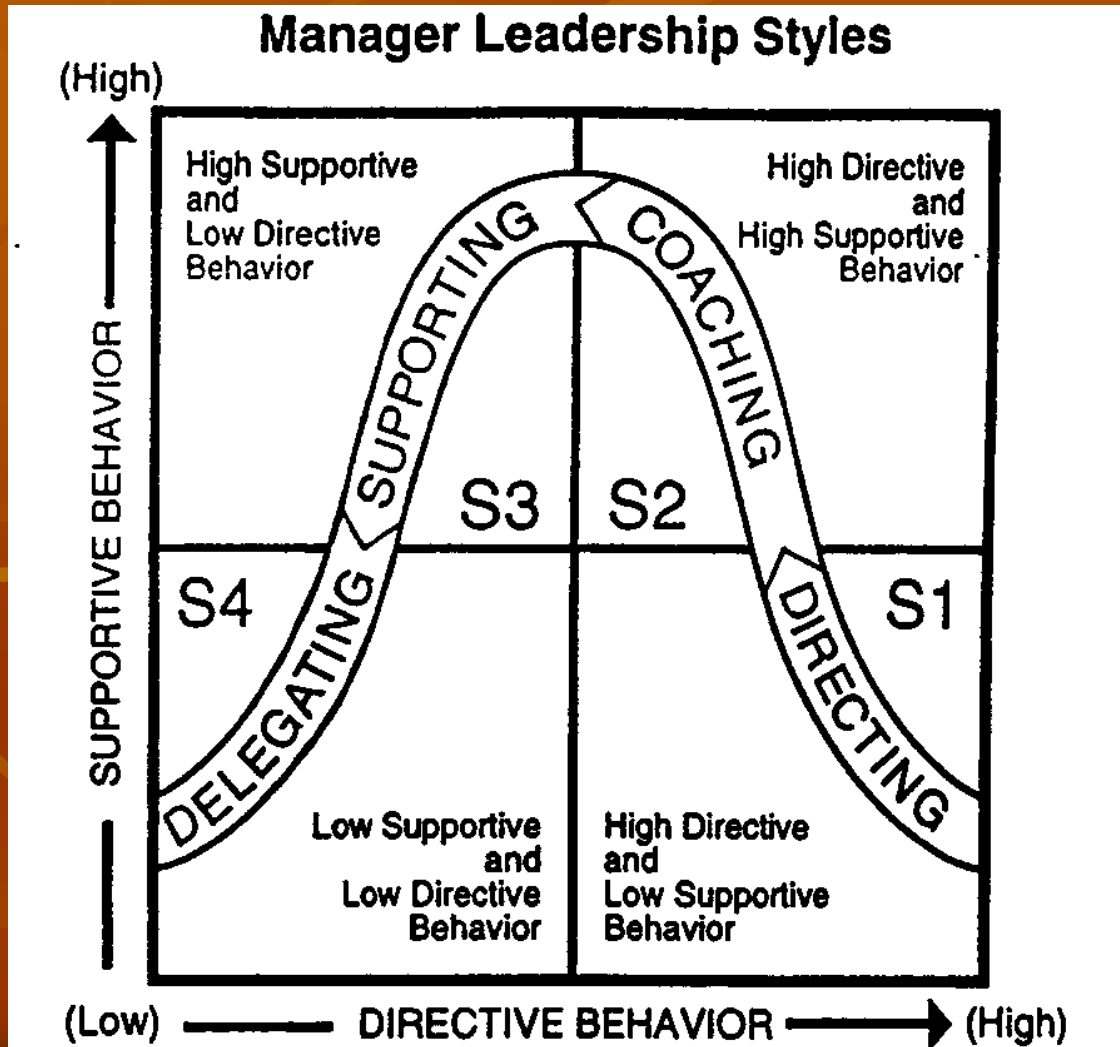 Manager Leadership Styles
(High)
High Supportive
and
Low Directive
Behavior
High Directive
and
High Supportive
Behavior
SUPPORTING
COACHING
SUPPORTIVE BEHAVIOR
S3
S2
S4
S1
DELEGATING
DIRECTING
Low Supportive
and
Low Directive
Behavior
High Directive
and
Low Supportive
Behavior
(Low)
DIRECTIVE BEHAVIOR
(High)